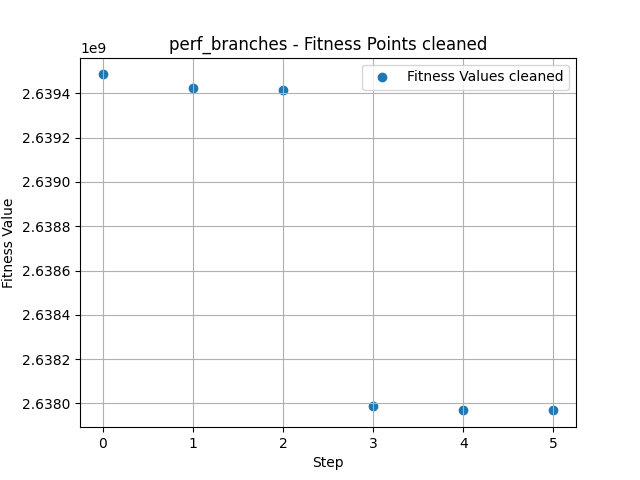 perf_branches - Fitness Points cleaned
1e9
Fitness Values cleaned
2.6394
2.6392
2.6390
2.6388
2.6386
2.6384
2.6382
2.6380
Fitness Value
0 1 2 3 4 5
Step